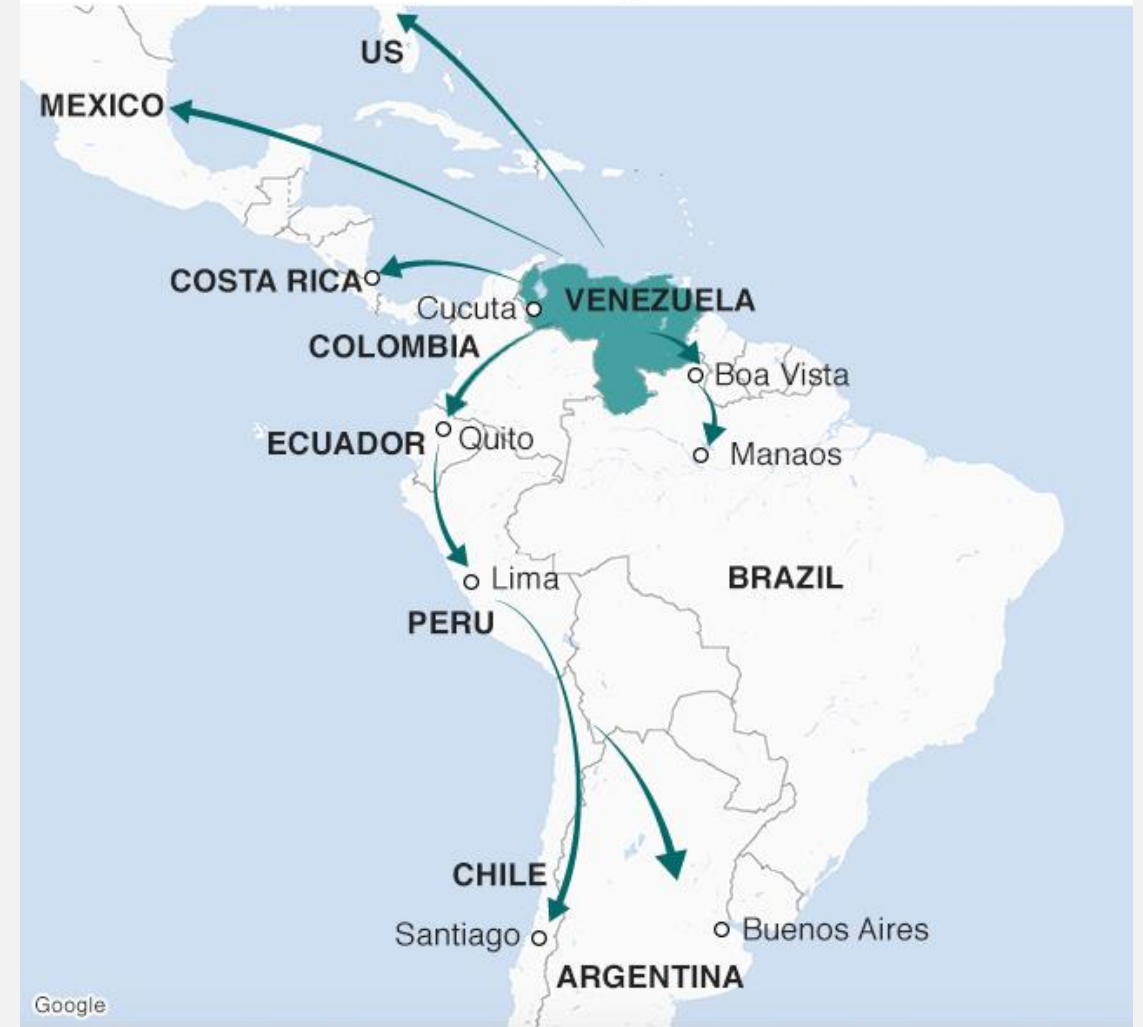 US
MEXICO
COSTA RICA
Cucuta
VENEZUELA
COLOMBIA
Boa Vista
ECUADOR
Quito
Manaos
Lima
BRAZIL
PERU
CHILE
Santiago
Buenos Aires
ARGENTINA
Google